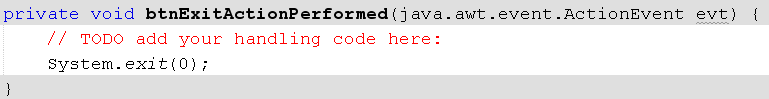 private void btnExitActionPerformed(java.awt.event.ActionEvent evt) {
    // TODO add your handling code here:
    System.exit(0);
}